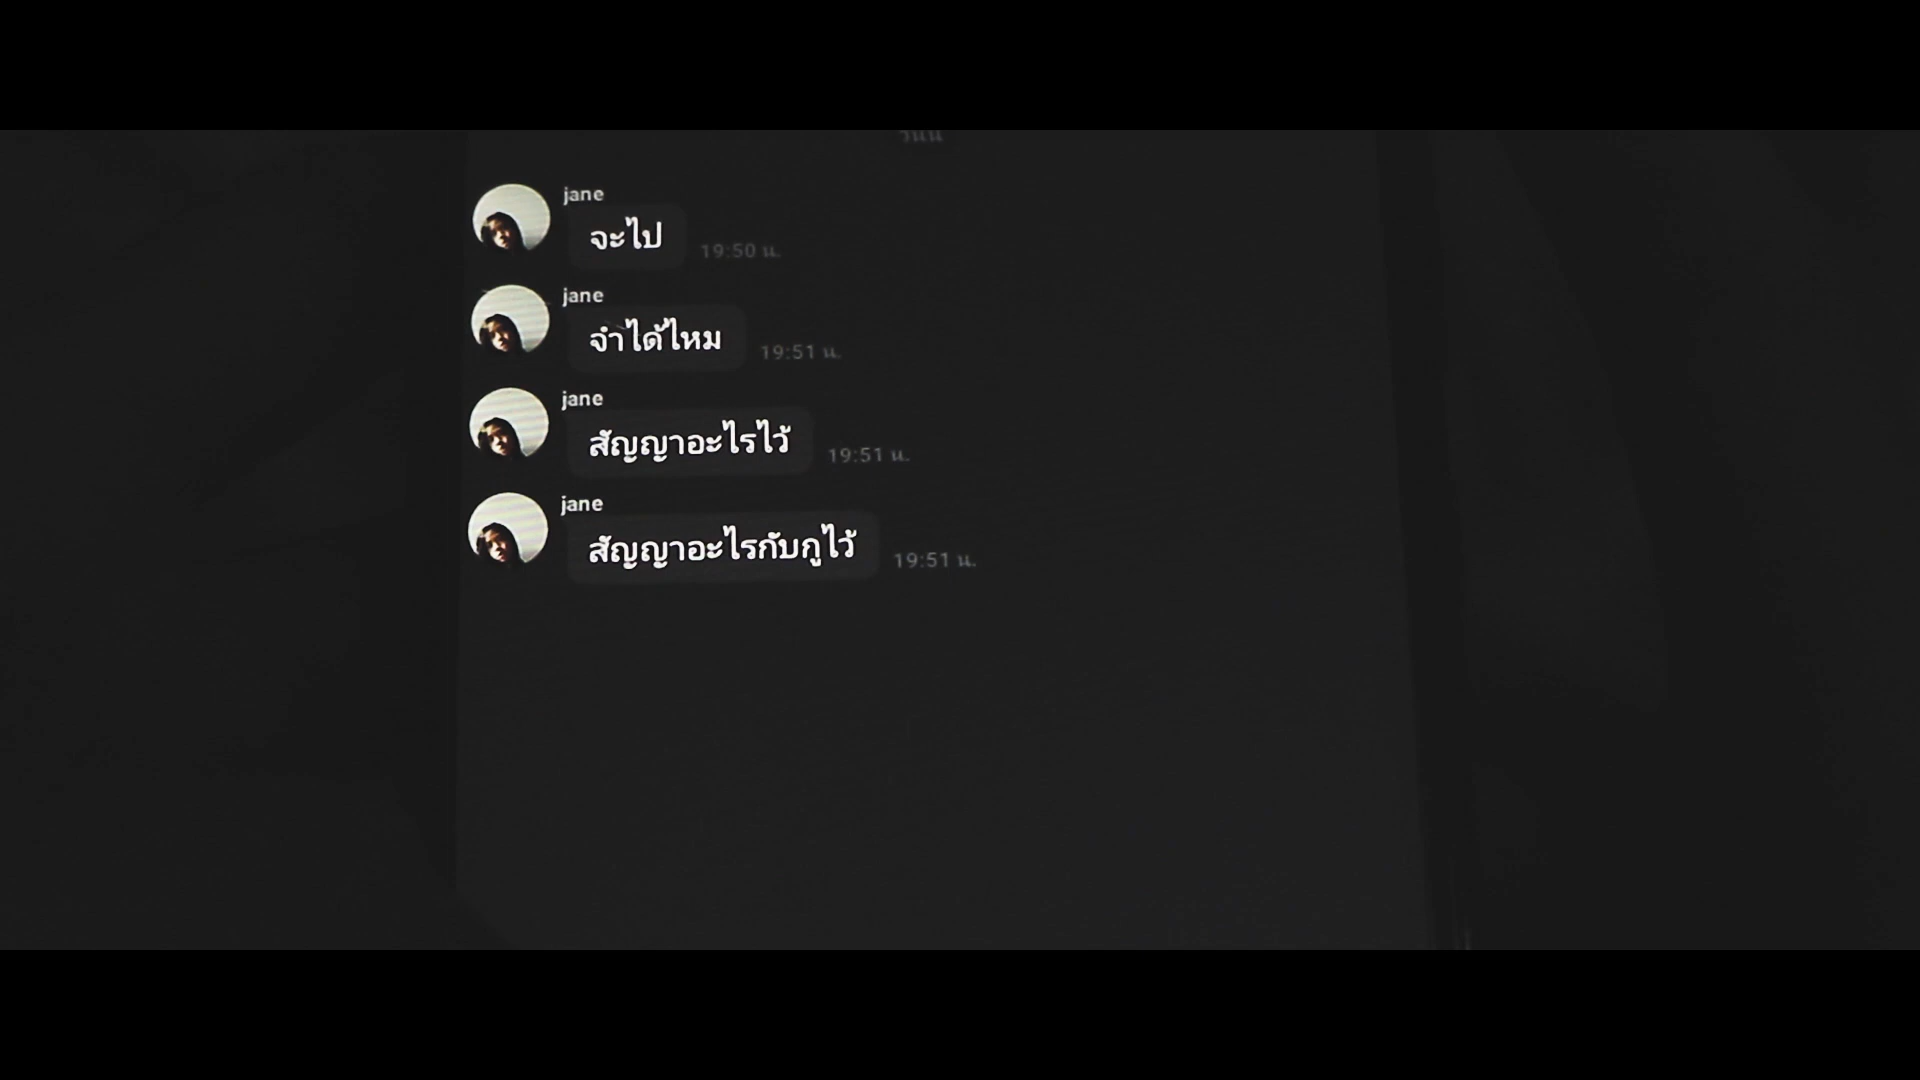 jane
จะไป
19:50 น.
jane
จำได้ไหม
19:51 น.
jane
สัญญาอะไรไว้
19:51 น.
jane
สัญญาอะไรกับกูไว้
19:51 น.